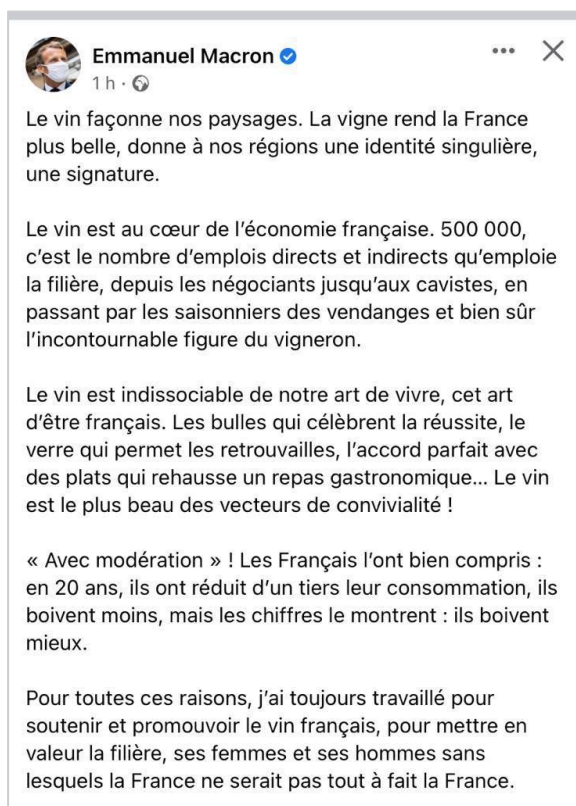 Emmanuel Macron
1 h ·
Le vin façonne nos paysages. La vigne rend la France
plus belle, donne à nos régions une identité singulière,
une signature.
Le vin est au cœur de l’économie française. 500 000,
c’est le nombre d’emplois directs et indirects qu’emploie
la filière, depuis les négociants jusqu’aux cavistes, en
passant par les saisonniers des vendanges et bien sûr
l’incontournable figure du vigneron.
Le vin est indissociable de notre art de vivre, cet art
d’être français. Les bulles qui célèbrent la réussite, le
verre qui permet les retrouvailles, l’accord parfait avec
des plats qui rehausse un repas gastronomique... Le vin
est le plus beau des vecteurs de convivialité !
« Avec modération » ! Les Français l’ont bien compris :
en 20 ans, ils ont réduit d’un tiers leur consommation, ils
boivent moins, mais les chiffres le montrent : ils boivent
mieux.
Pour toutes ces raisons, j’ai toujours travaillé pour
soutenir et promouvoir le vin français, pour mettre en
valeur la filière, ses femmes et ses hommes sans
lesquels la France ne serait pas tout à fait la France.